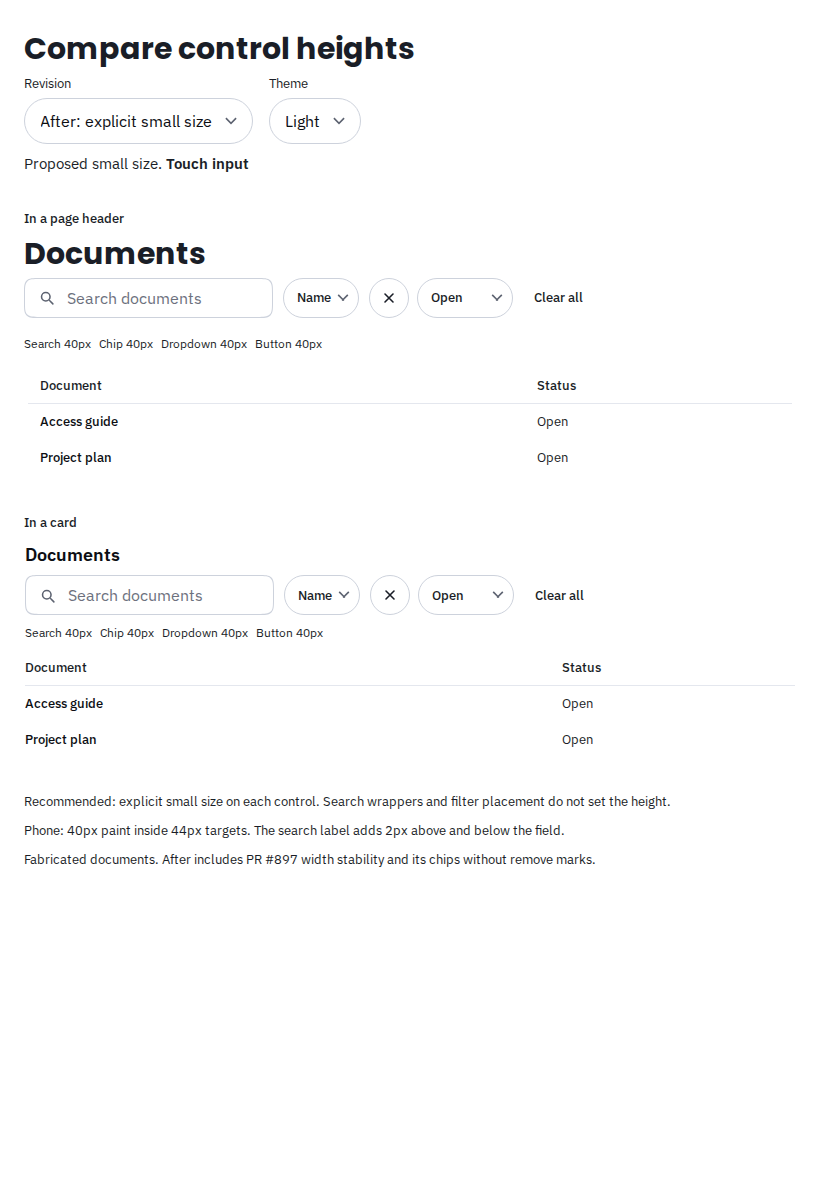 Compare control heights
Revision Theme
After: explicit small size Light
Proposed small size. Touch input
In a page header
Documents
Search documents Name Open Clear all
Search 40px Chip 40px Dropdown 40px Button 40px
Document Status
Access guide Open
Project plan Open
In a card
Documents
Search documents Name Open Clear all
Search 40px Chip 40px Dropdown 40px Button 40px
Document Status
Access guide Open
Project plan Open
Recommended: explicit small size on each control. Search wrappers and filter placement do not set the height.
Phone: 40px paint inside 44px targets. The search label adds 2px above and below the field.
Fabricated documents. After includes PR #897 width stability and its chips without remove marks.